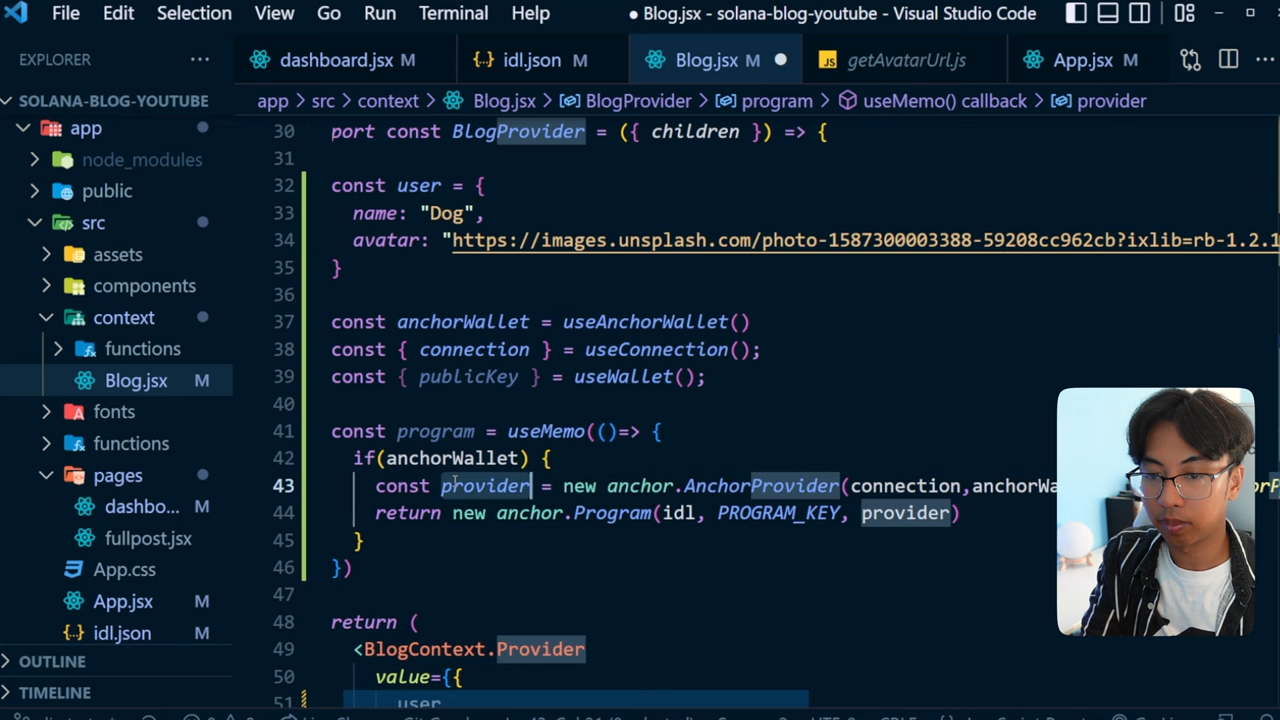 File Edit Selection View Go Run Terminal Help ● Blog.jsx - solana-blog-youtube - Visual Studio Code
EXPLORER ···
dashboard.jsx M
{..} idl.json M
Blog.jsx M
JS getAvatarUrl.js
App.jsx M
SOLANA-BLOG-YOUTUBE
app > src > context > Blog.jsx > BlogProvider > program > useMemo() callback > provider
app
node_modules
public
src
assets
components
context
functions
Blog.jsx M
fonts
functions
pages
dashbo... M
fullpost.jsx
App.css
App.jsx M
{..} idl.json M
OUTLINE
TIMELINE
30 port const BlogProvider = ({ children }) => {
31
32 const user = {
33 name: "Dog",
34 avatar: "https://images.unsplash.com/photo-1587300003388-59208cc962cb?ixlib=rb-1.2.1
35 }
36
37 const anchorWallet = useAnchorWallet()
38 const { connection } = useConnection();
39 const { publicKey } = useWallet();
40
41 const program = useMemo(()=> {
42 if(anchorWallet) {
43 const provider = new anchor.AnchorProvider(connection,anchorWa
44 return new anchor.Program(idl, PROGRAM_KEY, provider)
45 }
46 })
47
48 return (
49 <BlogContext.Provider
50 value={{
51 user